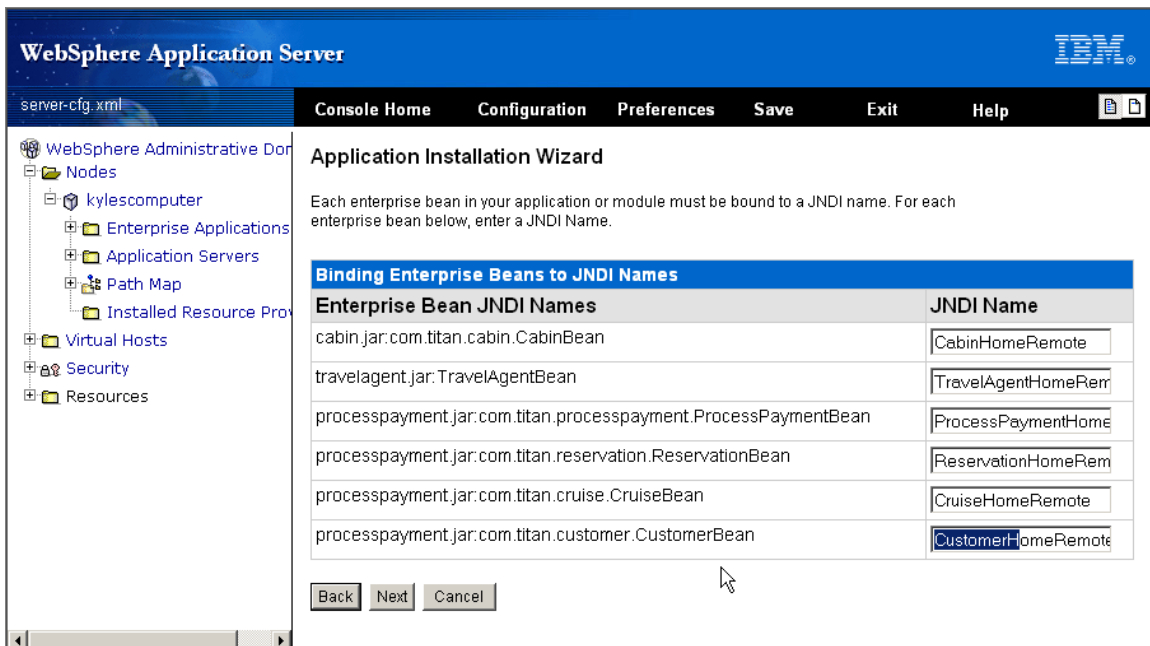 WebSphere Application Server
IBM®
server-cfg.xml
Console Home Configuration Preferences Save Exit Help
WebSphere Administrative Dor
Nodes
kylescomputer
Enterprise Applications
Application Servers
Path Map
Installed Resource Prov
Virtual Hosts
Security
Resources
Application Installation Wizard
Each enterprise bean in your application or module must be bound to a JNDI name. For each
enterprise bean below, enter a JNDI Name.
Binding Enterprise Beans to JNDI Names
Enterprise Bean JNDI Names JNDI Name
cabin.jar:com.titan.cabin.CabinBean CabinHomeRemote
travelagent.jar:TravelAgentBean TravelAgentHomeRem
processpayment.jar:com.titan.processpayment.ProcessPaymentBean ProcessPaymentHome
processpayment.jar:com.titan.reservation.ReservationBean ReservationHomeRem
processpayment.jar:com.titan.cruise.CruiseBean CruiseHomeRemote
processpayment.jar:com.titan.customer.CustomerBean CustomerHomeRemote
Back Next Cancel